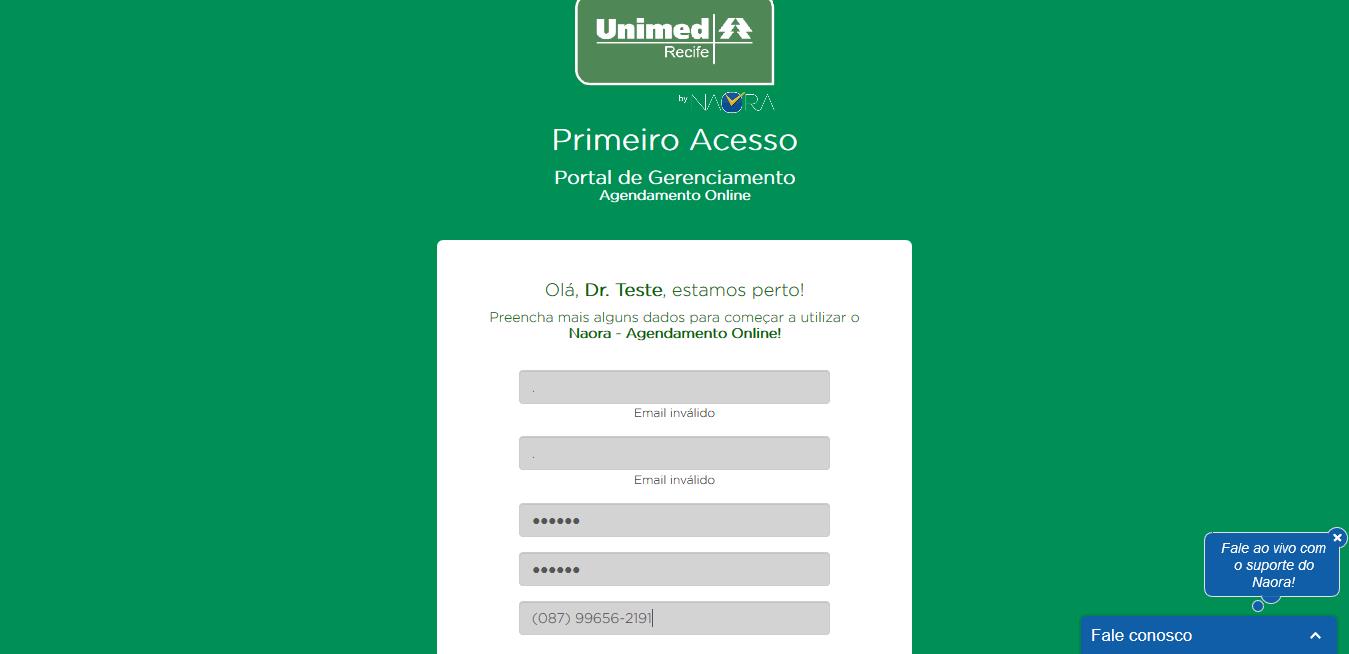 Unimed
Recife
by NAORA
Primeiro Acesso
Portal de Gerenciamento
Agendamento Online
Olá, Dr. Teste, estamos perto!
Preencha mais alguns dados para começar a utilizar o
Naora - Agendamento Online!
.
Email inválido
.
Email inválido
●●●●●●
●●●●●●
(087) 99656-2191
Fale ao vivo com
o suporte do
Naora!
Fale conosco